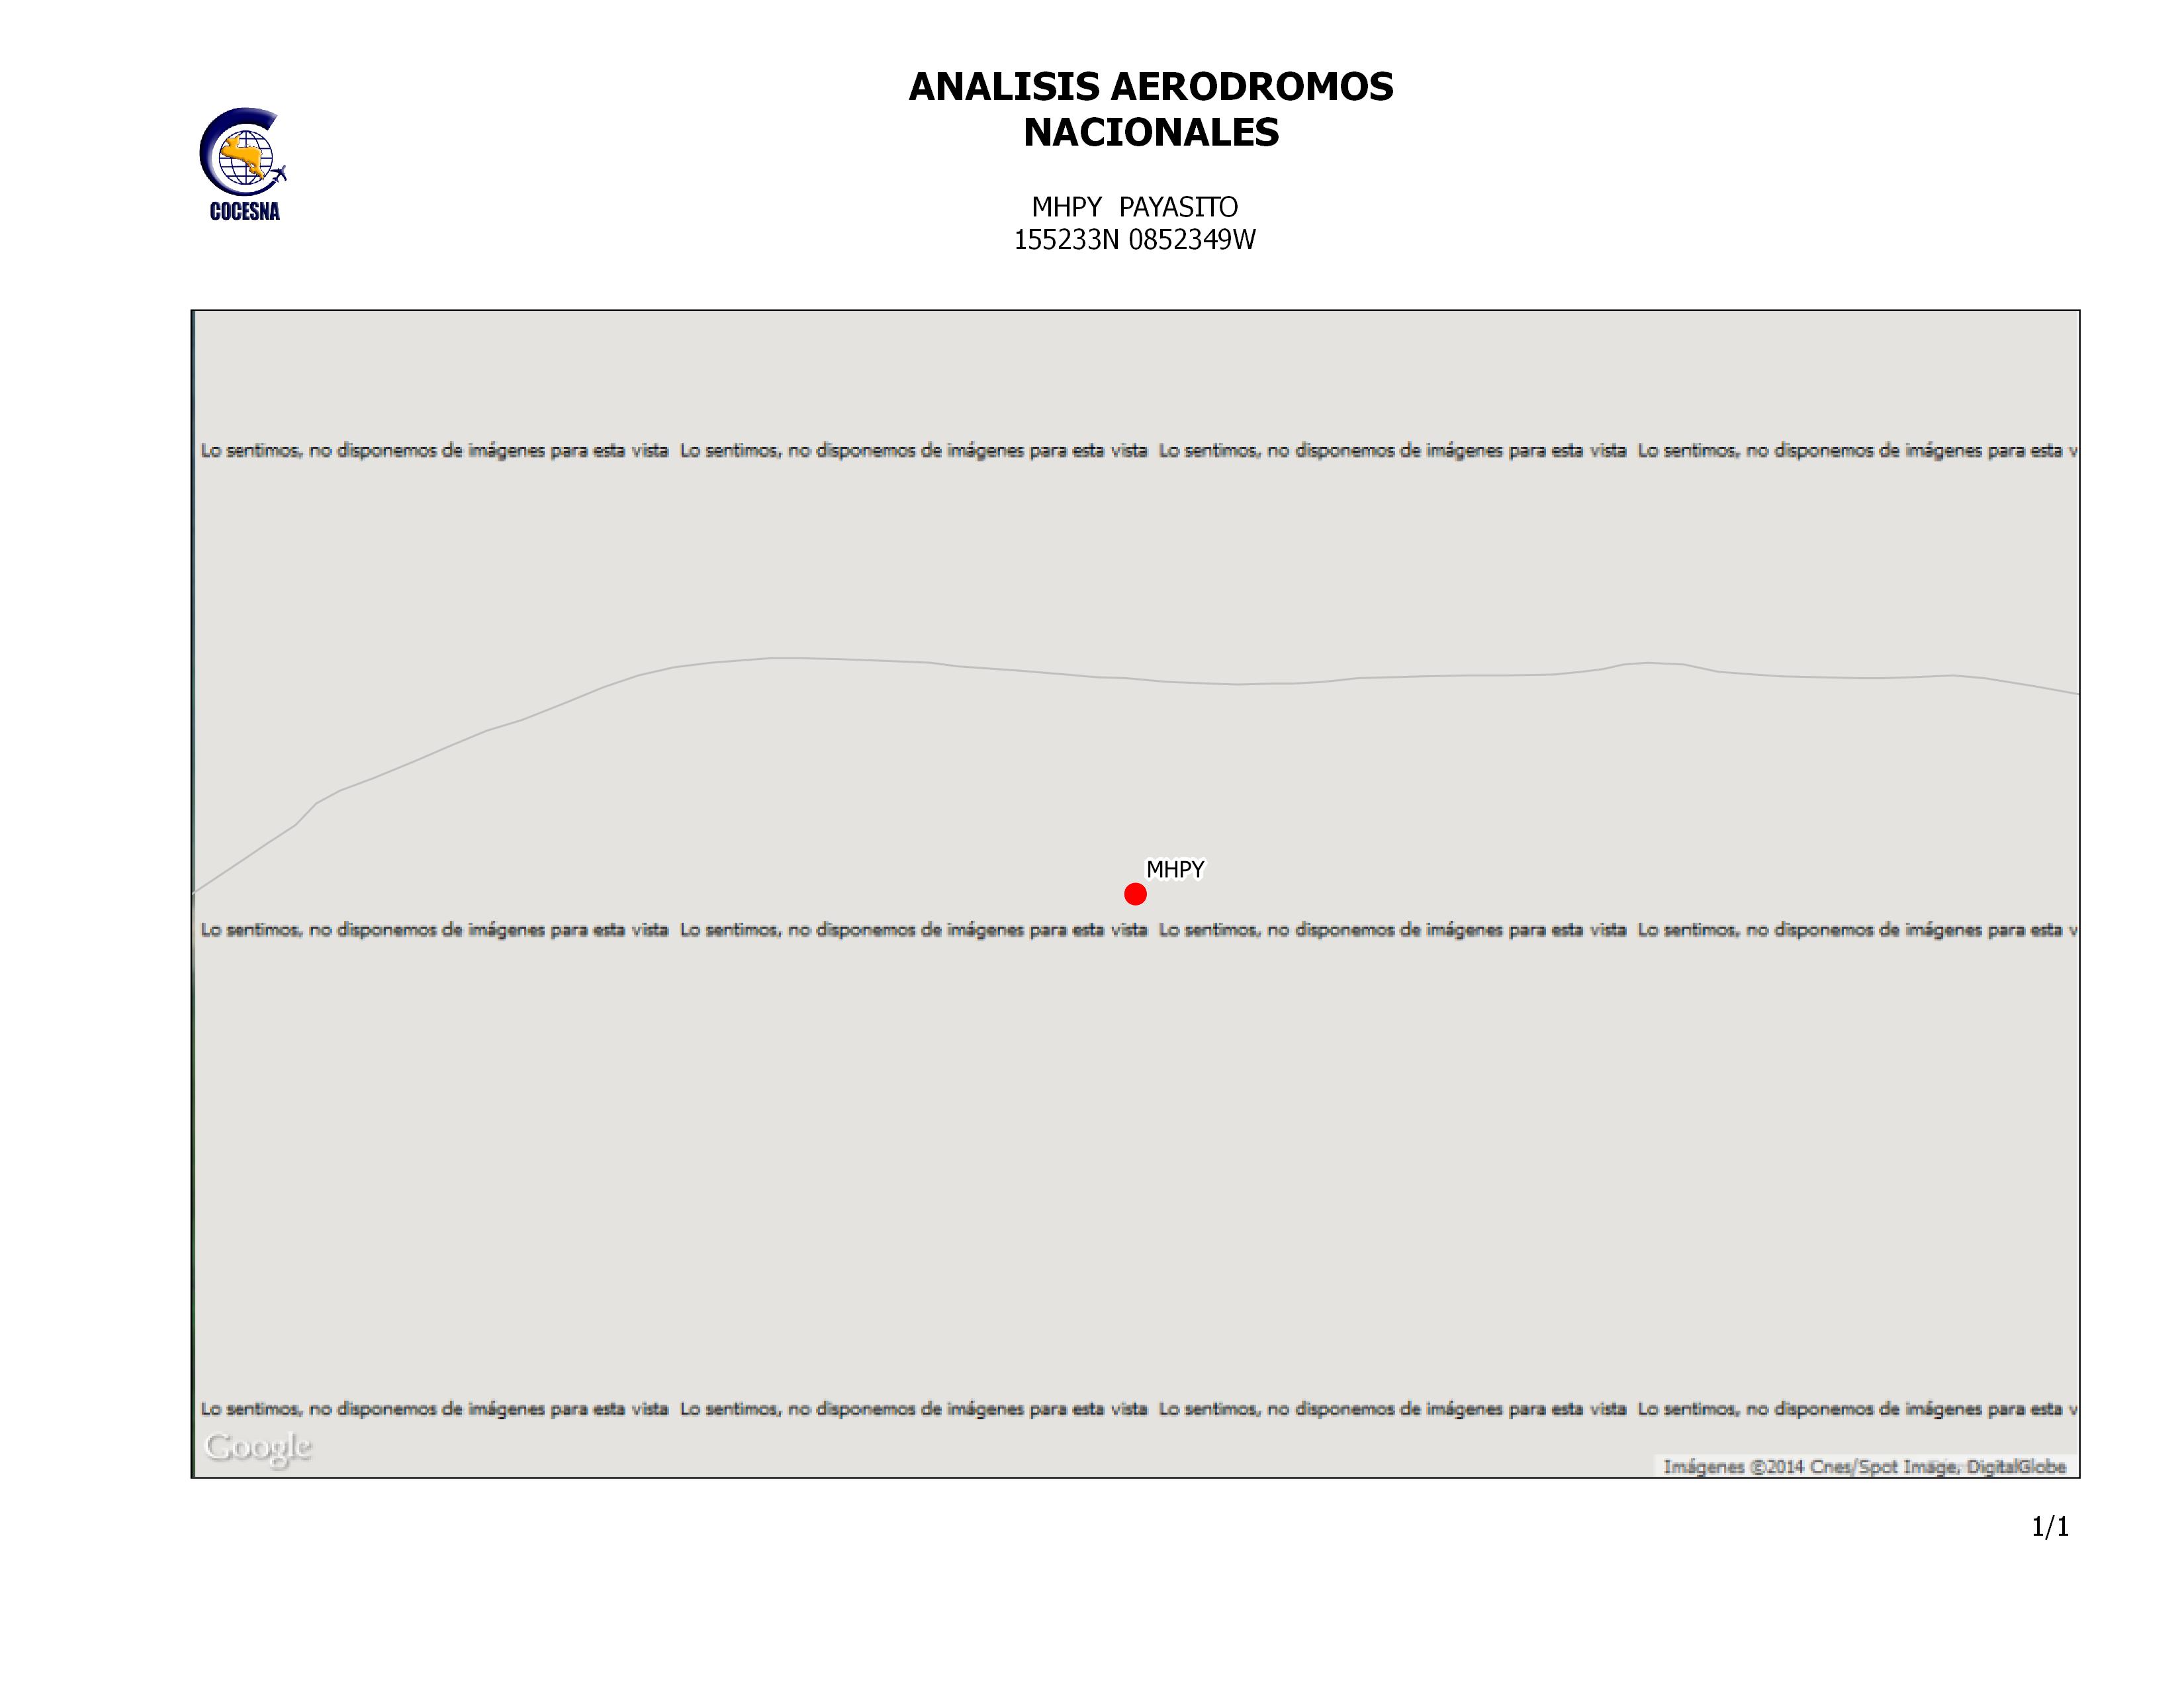 ANALISIS AERODROMOS
NACIONALES
COCESNA
MHPY PAYASITO
155233N 0852349W
Lo sentimos, no disponemos de imágenes para esta vista Lo sentimos, no disponemos de imágenes para esta vista Lo sentimos, no disponemos de imágenes para esta vista Lo sentimos, no disponemos de imágenes para esta v
MHPY
Lo sentimos, no disponemos de imágenes para esta vista Lo sentimos, no disponemos de imágenes para esta vista Lo sentimos, no disponemos de imágenes para esta vista Lo sentimos, no disponemos de imágenes para esta v
Lo sentimos, no disponemos de imágenes para esta vista Lo sentimos, no disponemos de imágenes para esta vista Lo sentimos, no disponemos de imágenes para esta vista Lo sentimos, no disponemos de imágenes para esta v
Google
Imágenes ©2014 Cnes/Spot Image, DigitalGlobe
1/1